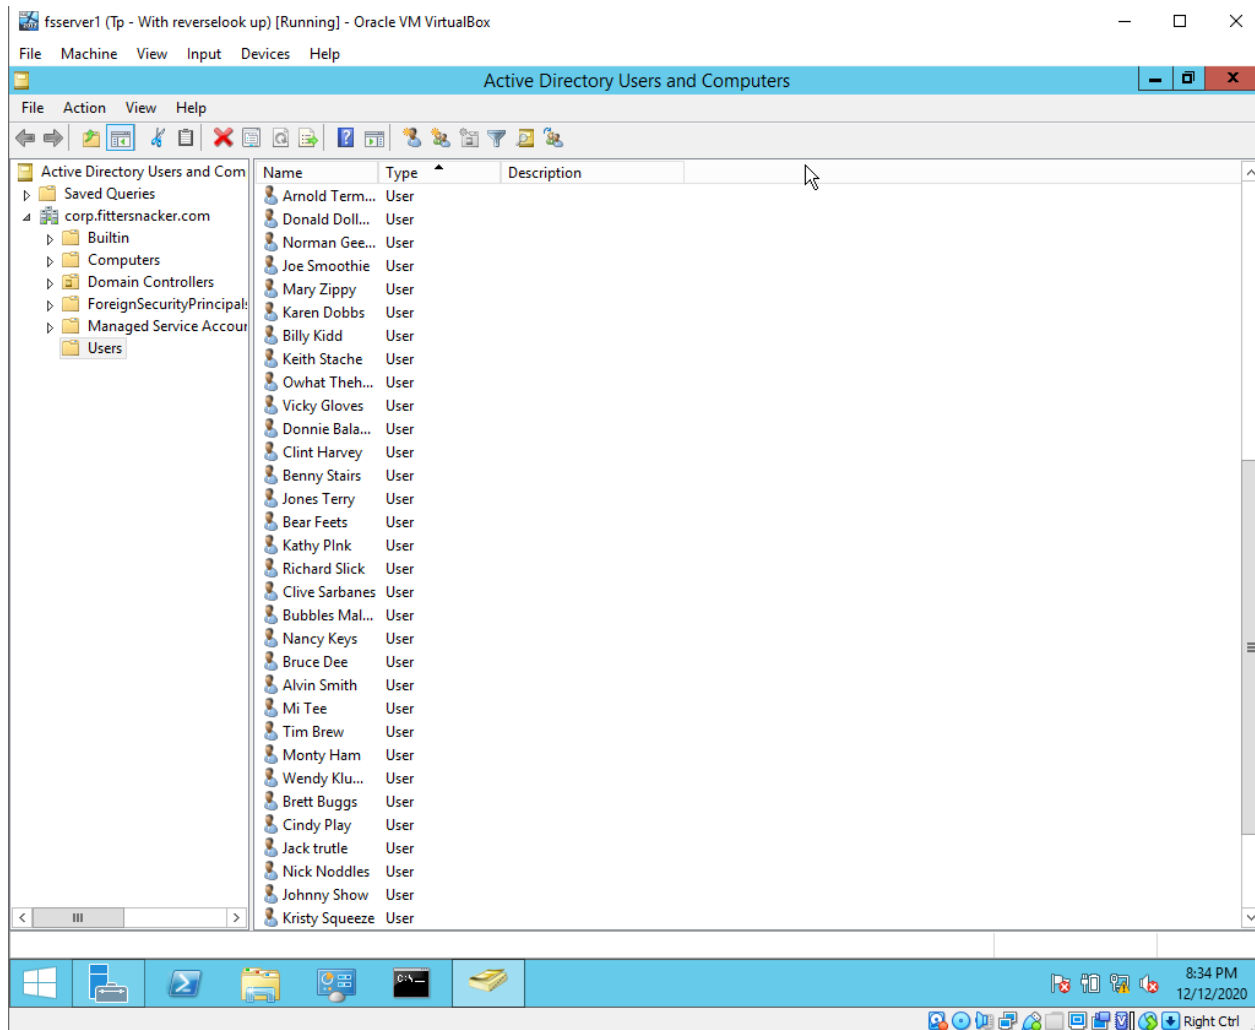 fsserver1 (Tp - With reverselook up) [Running] - Oracle VM VirtualBox
File Machine View Input Devices Help
Active Directory Users and Computers
File Action View Help
Active Directory Users and Com
Saved Queries
corp.fittersnacker.com
Builtin
Computers
Domain Controllers
ForeignSecurityPrincipals
Managed Service Accour
Users
Name Type Description
Arnold Term... User
Donald Doll... User
Norman Gee... User
Joe Smoothie User
Mary Zippy User
Karen Dobbs User
Billy Kidd User
Keith Stache User
Owhat Theh... User
Vicky Gloves User
Donnie Bala... User
Clint Harvey User
Benny Stairs User
Jones Terry User
Bear Feets User
Kathy PInk User
Richard Slick User
Clive Sarbanes User
Bubbles Mal... User
Nancy Keys User
Bruce Dee User
Alvin Smith User
Mi Tee User
Tim Brew User
Monty Ham User
Wendy Klu... User
Brett Buggs User
Cindy Play User
Jack trutle User
Nick Noddles User
Johnny Show User
Kristy Squeeze User
C:\
8:34 PM
12/12/2020
Right Ctrl